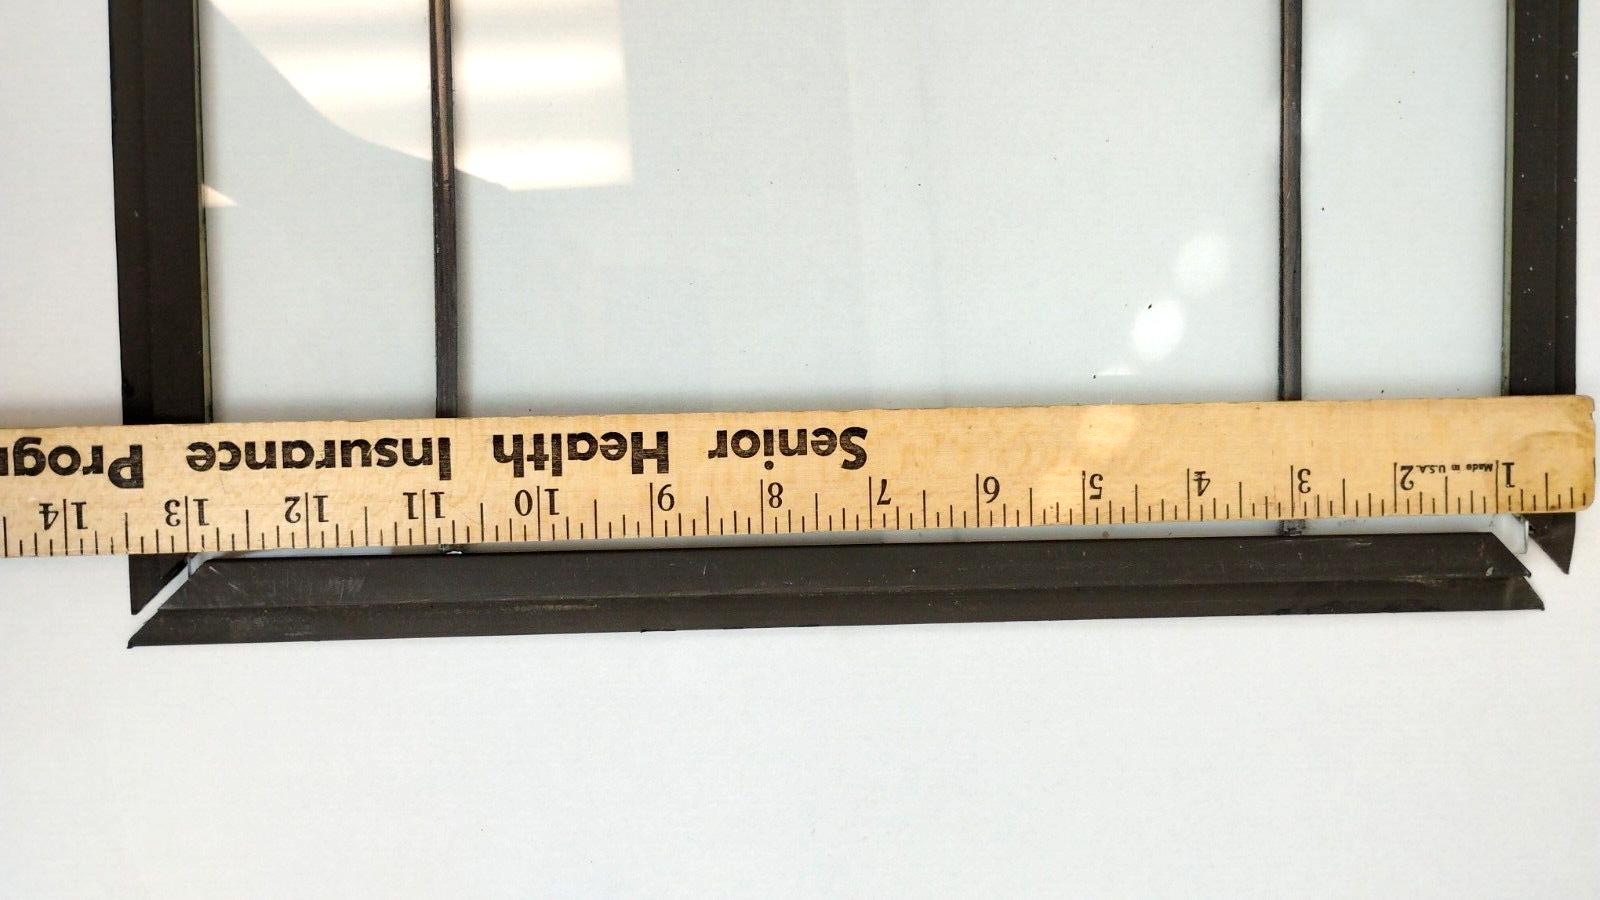 Senior Health Insurance Progr
1 Made in U.S.A. 2 3 4 5 6 7 8 9 10 11 12 13 14